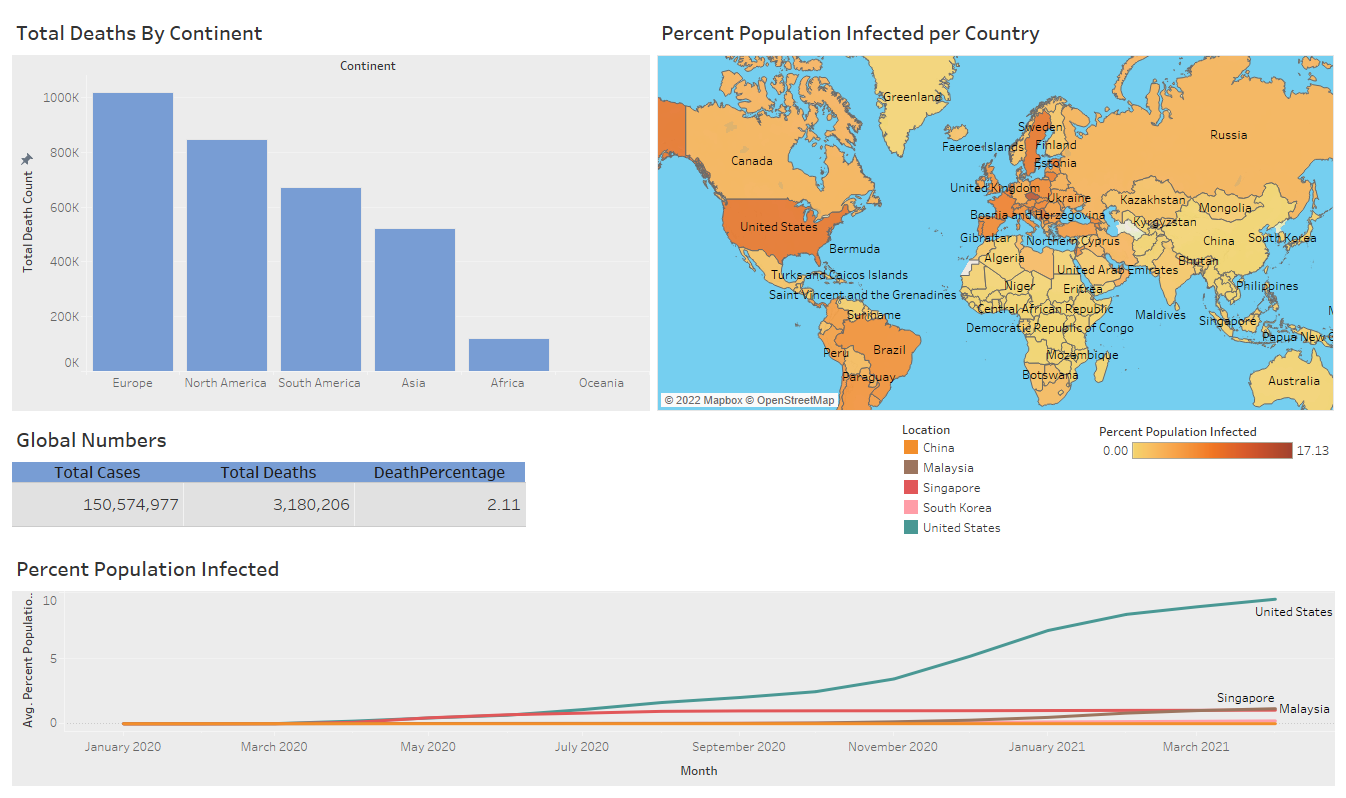 Total Deaths By Continent
Continent
1000K
800K
600K
400K
200K
0K
Total Death Count
Europe North America South America Asia Africa Oceania
Percent Population Infected per Country
Greenland
Sweden
Russia
Faeroe Islands Finland
Canada Estonia
United Kingdom
Ukraine Kazakhstan
Mongolia
Bosnia and Herzegovina
Kyrgyzstan
United States
Gibraltar Northern Cyprus China South Korea
Bermuda
Algeria Bhutan
Turks and Caicos Islands United Arab Emirates
Niger Eritrea Philippines
Saint Vincent and the Grenadines
Suriname Central African Republic Maldives
Singapore
Democratic Republic of Congo
Papua New G
Peru Brazil Mozambique
Paraguay Botswana Australia
© 2022 Mapbox © OpenStreetMap
Global Numbers
Total Cases Total Deaths DeathPercentage
150,574,977 3,180,206 2.11
Location
China
Malaysia
Singapore
South Korea
United States
Percent Population Infected
0.00 17.13
Percent Population Infected
Avg. Percent Populatio..
10
5
0
United States
Singapore
Malaysia
January 2020 March 2020 May 2020 July 2020 September 2020 November 2020 January 2021 March 2021
Month